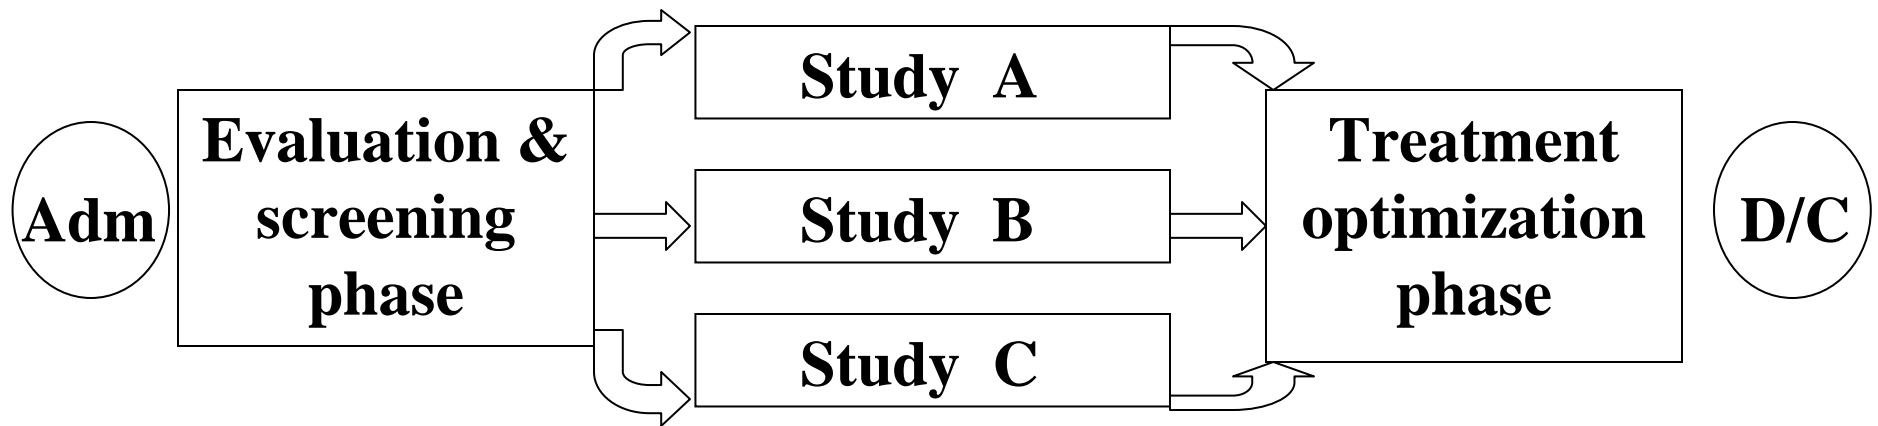 Adm
Evaluation &
screening
phase
Study A
Study B
Study C
Treatment
optimization
phase
D/C